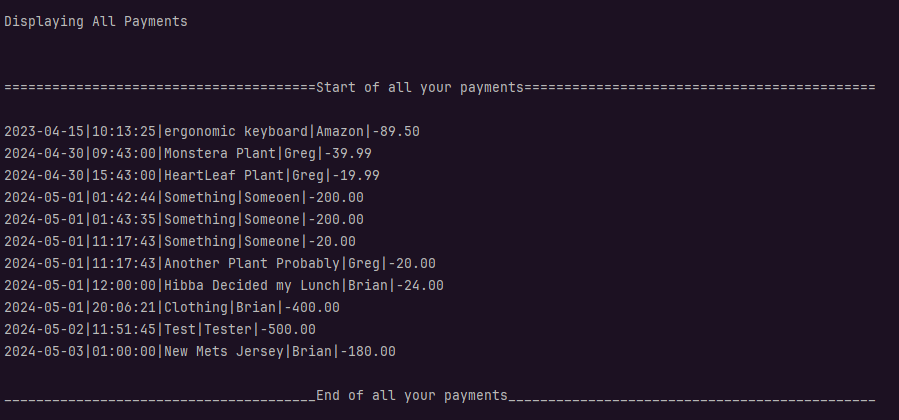 Displaying All Payments
=======================================Start of all your payments============================================
2023-04-15|10:13:25|ergonomic keyboard|Amazon|-89.50
2024-04-30|09:43:00|Monstera Plant|Greg|-39.99
2024-04-30|15:43:00|HeartLeaf Plant|Greg|-19.99
2024-05-01|01:42:44|Something|Someoen|-200.00
2024-05-01|01:43:35|Something|Someone|-200.00
2024-05-01|11:17:43|Something|Someone|-20.00
2024-05-01|11:17:43|Another Plant Probably|Greg|-20.00
2024-05-01|12:00:00|Hibba Decided my Lunch|Brian|-24.00
2024-05-01|20:06:21|Clothing|Brian|-400.00
2024-05-02|11:51:45|Test|Tester|-500.00
2024-05-03|01:00:00|New Mets Jersey|Brian|-180.00
_______________________________________End of all your payments______________________________________________